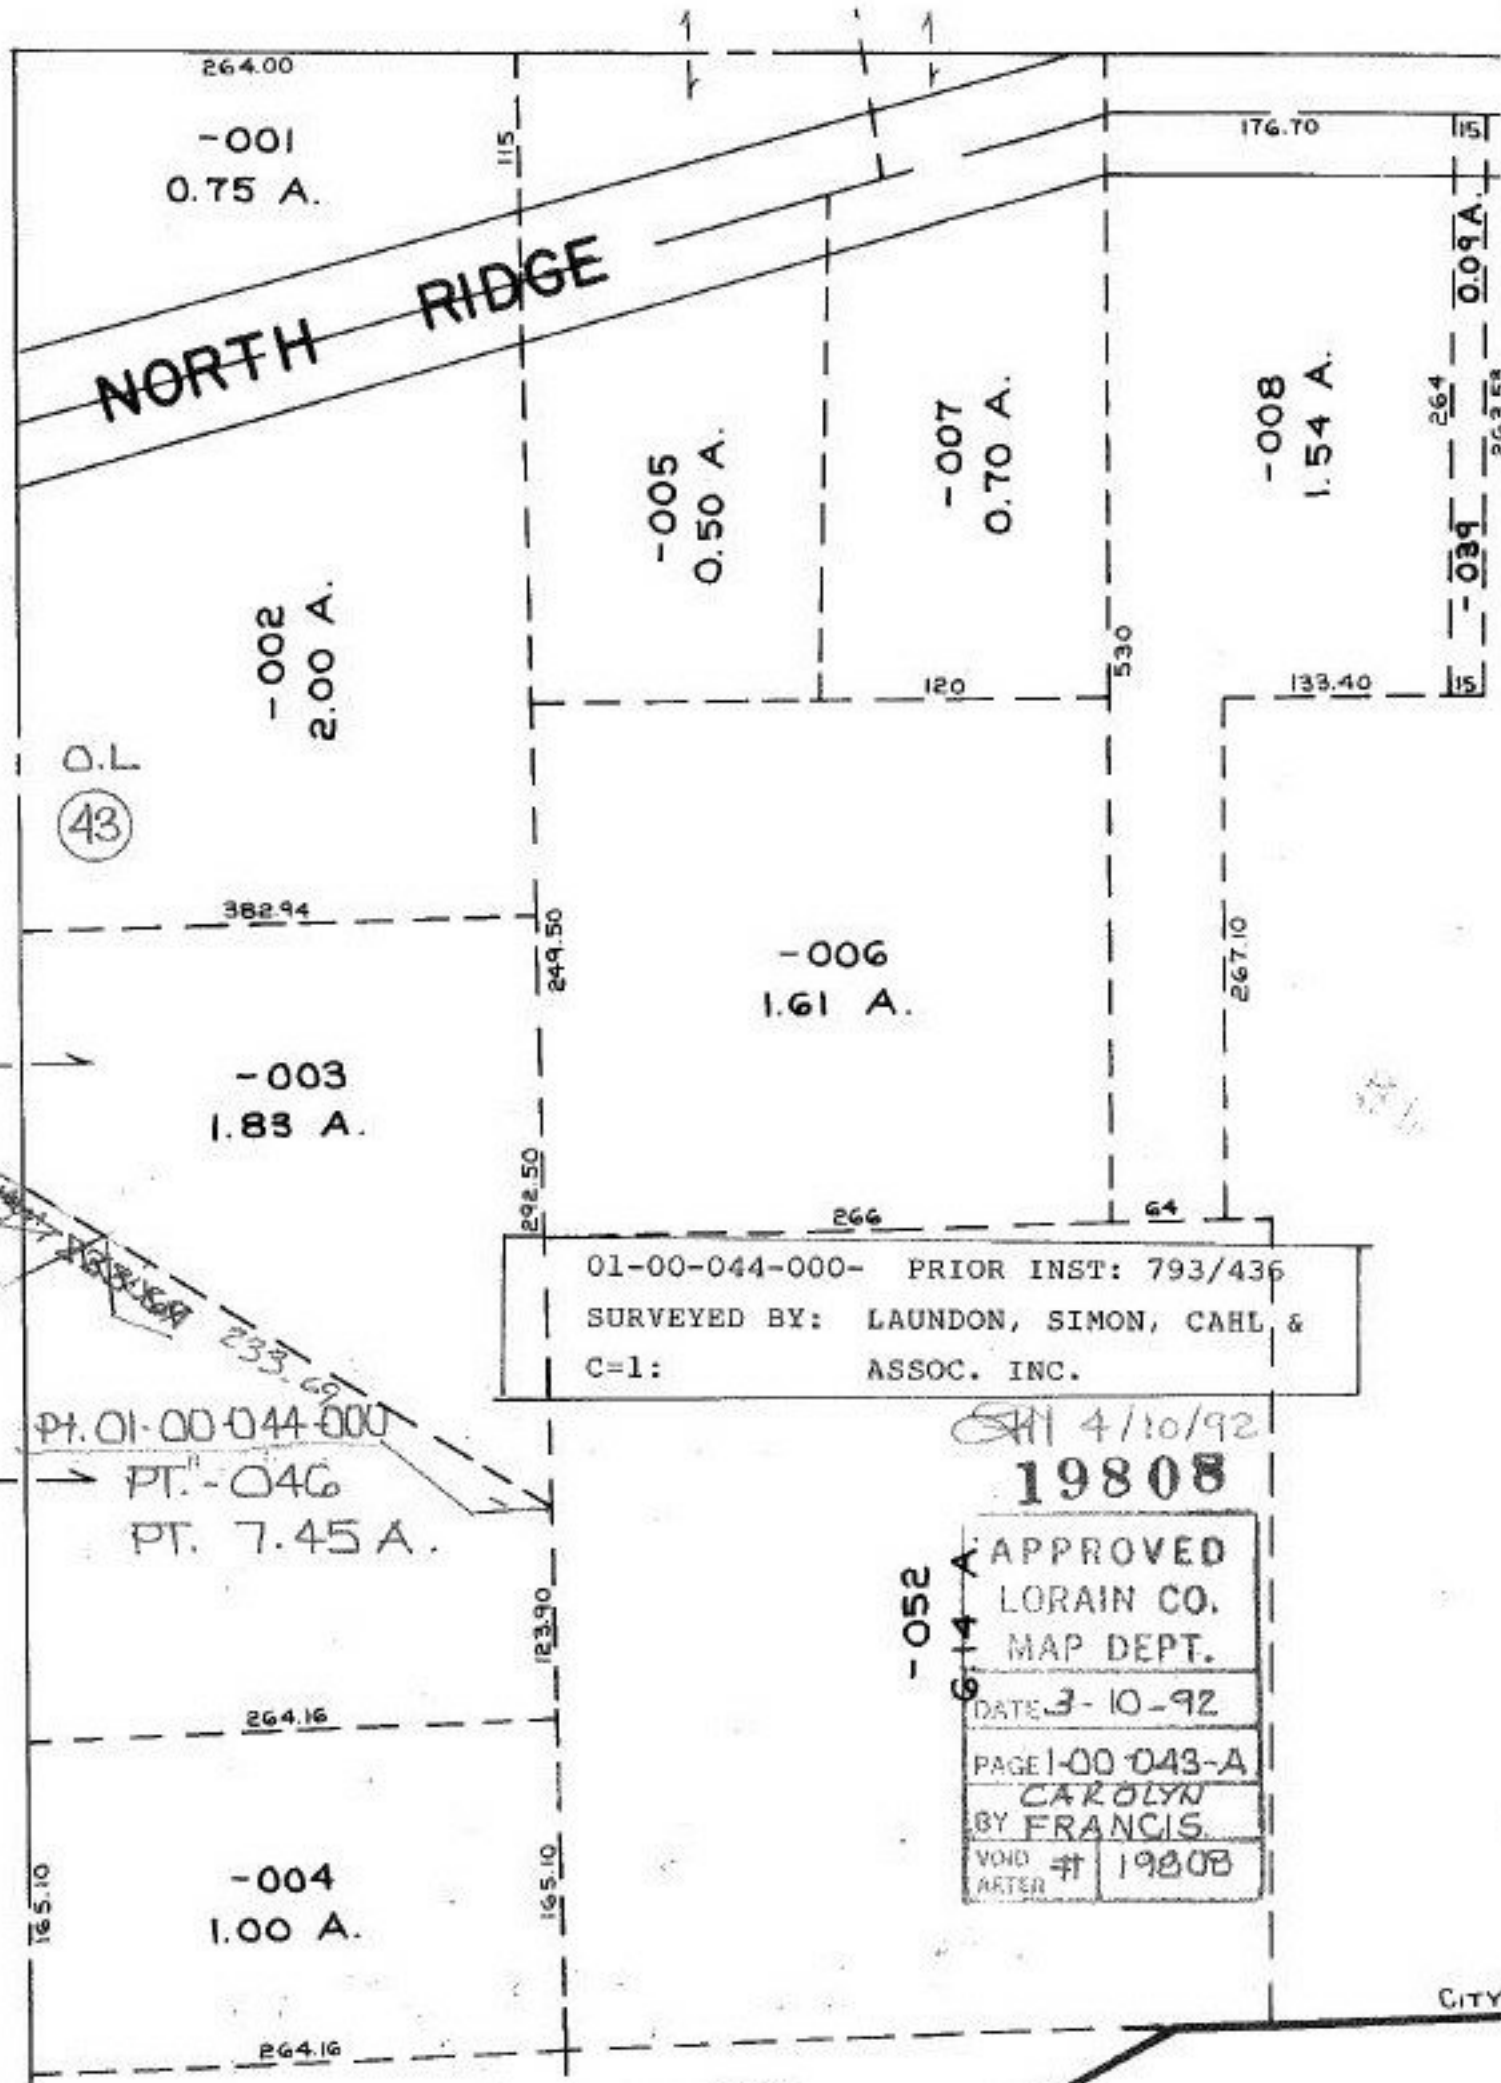 264.00
-001
0.75 A.
115
176.70
15
NORTH RIDGE
0.09 A.
-039
264
15
-002
2.00 A.
-005
0.50 A.
-007
0.70 A.
-008
1.54 A.
120
530
133.40
O.L
43
382.94
249.50
-006
1.61 A.
267.10
-003
1.83 A.
292.50
266
64
01-00-044-000- PRIOR INST: 793/436
SURVEYED BY: LAUNDON, SIMON, CAHL &
C=1: ASSOC. INC.
233.69
Pt. 01-00-044-000
PT." -046
PT. 7.45 A.
4/10/92
19808
-052
6.14 A
APPROVED
LORAIN CO.
MAP DEPT.
DATE 3-10-92
PAGE 1-00-043-A
BY CAROLYN
FRANCIS
VOID AFTER # 19808
123.90
264.16
165.10
-004
1.00 A.
165.10
264.16
CITY